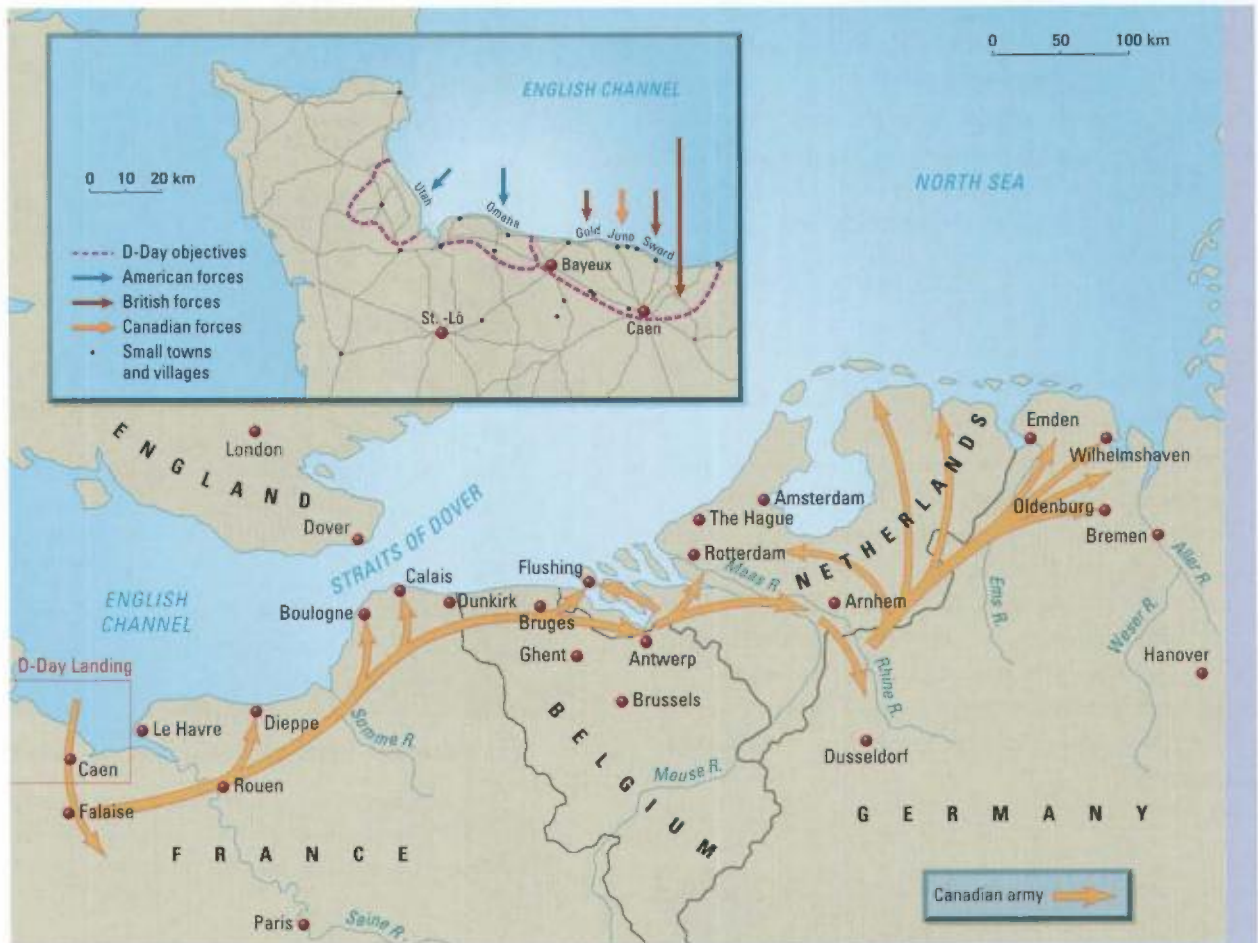 0 50 100 km
ENGLISH CHANNEL
0 10 20 km
Utah
Omaha
Gold
Juno
Sword
D-Day objectives
American forces
British forces
Canadian forces
Small towns
and villages
Bayeux
St.-Lô
Caen
NORTH SEA
ENGLAND
London
Dover
STRAITS OF DOVER
ENGLISH
CHANNEL
D-Day Landing
Caen
Falaise
Le Havre
Dieppe
Rouen
Somme R.
FRANCE
Paris
Saine R.
Boulogne
Calais
Dunkirk
Bruges
Flushing
Ghent
Antwerp
Brussels
BELGIUM
Mouse R.
Amsterdam
The Hague
Rotterdam
Maas R.
NETHERLANDS
Arnhem
Rhine R.
Dusseldorf
GERMANY
Emden
Wilhelmshaven
Oldenburg
Bremen
Ems R.
Aller R.
Weser R.
Hanover
Canadian army